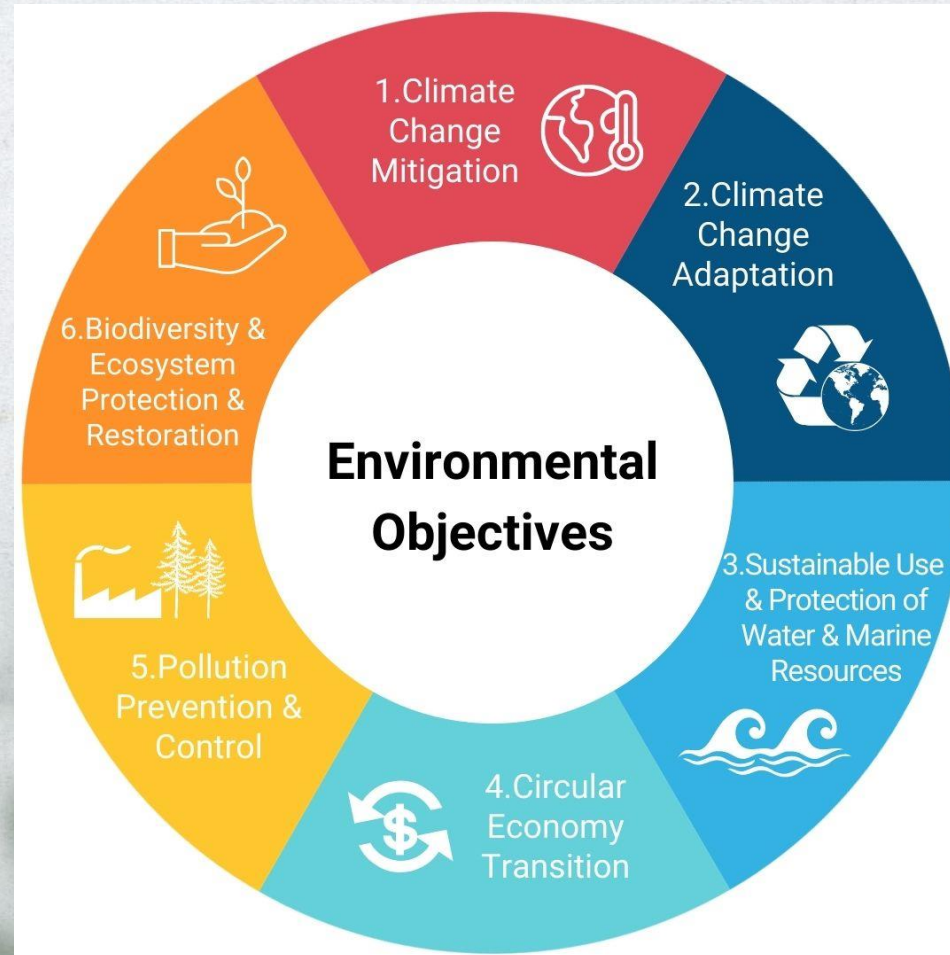 Environmental
Objectives
1.Climate
Change
Mitigation
2.Climate
Change
Adaptation
3.Sustainable Use
& Protection of
Water & Marine
Resources
4.Circular
Economy
Transition
$
5.Pollution
Prevention &
Control
6.Biodiversity &
Ecosystem
Protection &
Restoration